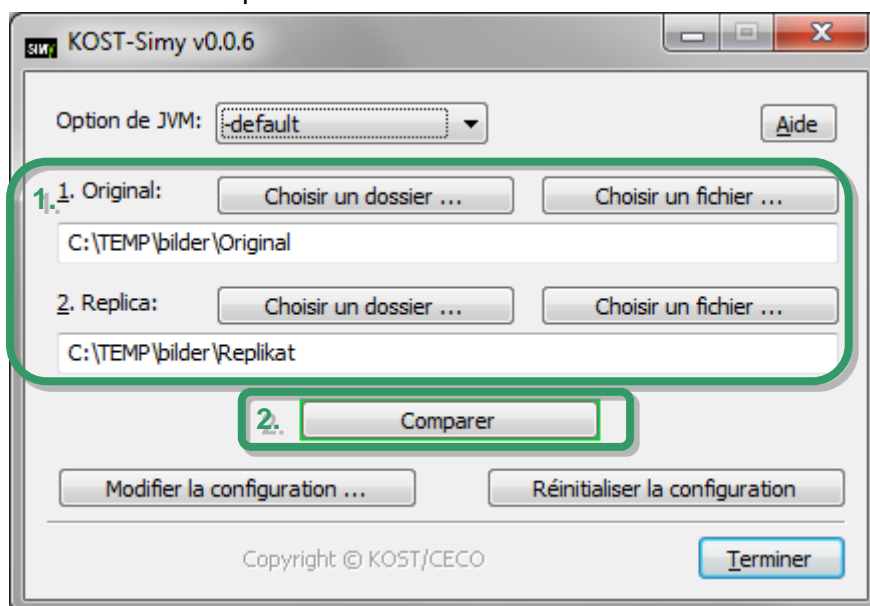 SIMY KOST-Simy v0.0.6
Option de JVM: -default Aide
1. 1. Original: Choisir un dossier ... Choisir un fichier ...
C:\TEMP\bilder\Original
2. Replica: Choisir un dossier ... Choisir un fichier ...
C:\TEMP\bilder\Replikat
2. Comparer
Modifier la configuration ... Réinitialiser la configuration
Copyright © KOST/CECO Terminer